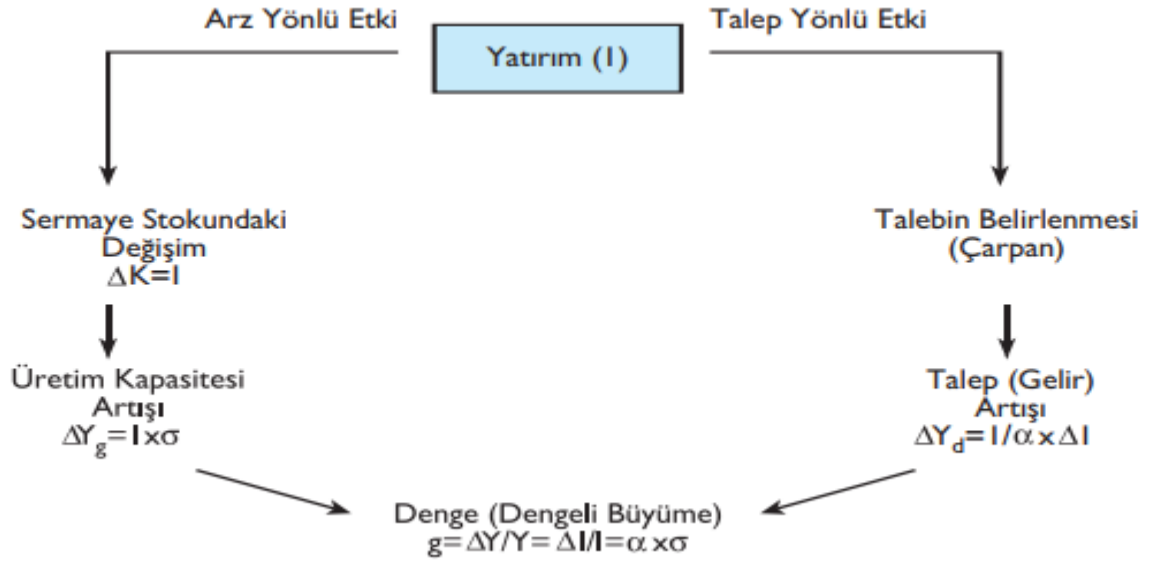 Arz Yönlü Etki
Talep Yönlü Etki
Yatırım (I)
Sermaye Stokundaki
Değişim
ΔK=I
Talebin Belirlenmesi
(Çarpan)
Üretim Kapasitesi
Artışı
ΔYg=I×σ
Talep (Gelir)
Artışı
ΔYd=1/α×ΔI
Denge (Dengeli Büyüme)
g=ΔY/Y= ΔI/I=α×σ